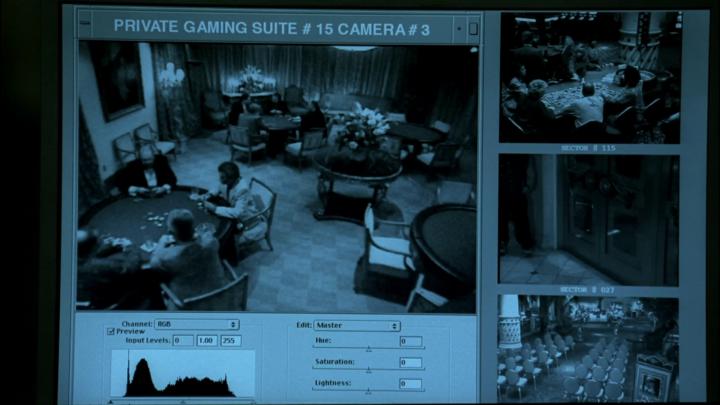 PRIVATE GAMING SUITE # 15 CAMERA # 3
SECTOR # 115
SECTOR # 027
Channel: RGB
Preview
Input Levels: 0 1.00 255
Edit: Master
Hue: 0
Saturation: 0
Lightness: 0